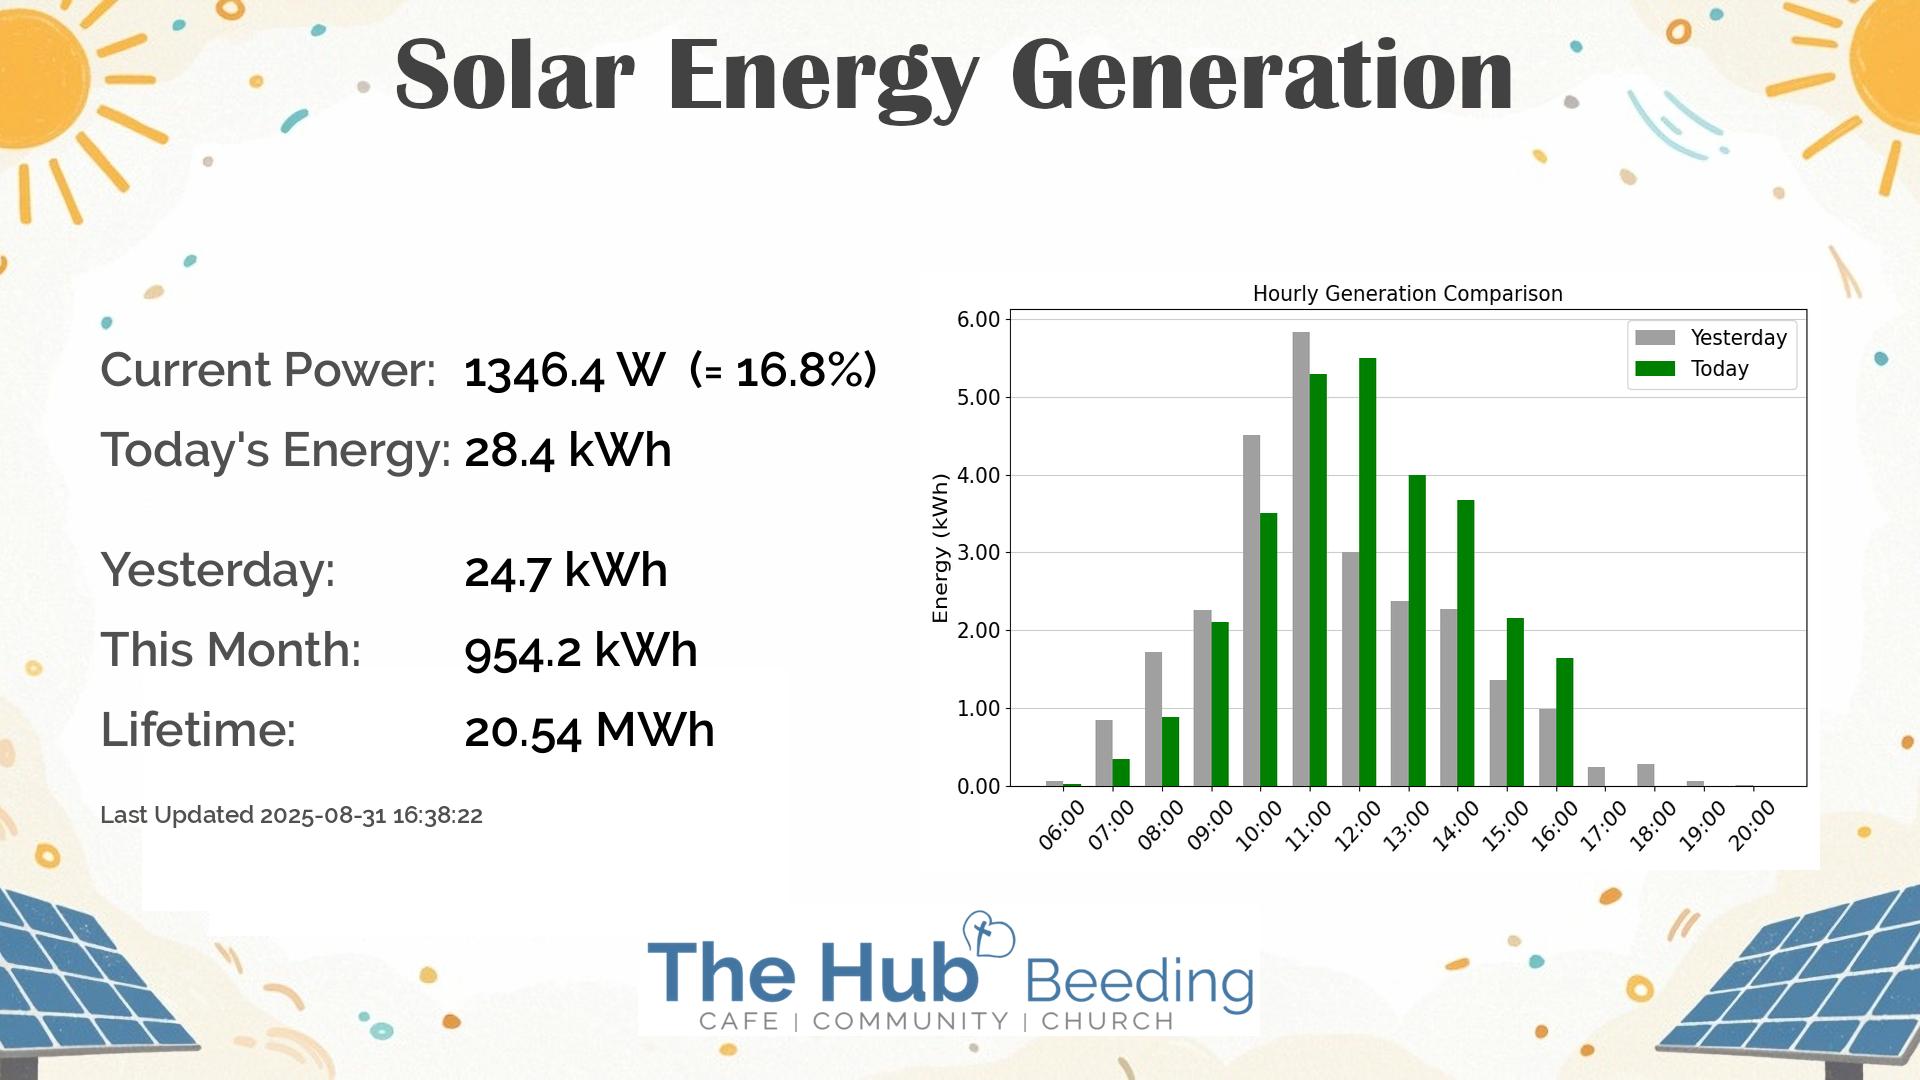 Solar Energy Generation
Current Power: 1346.4 W (= 16.8%)
Today's Energy: 28.4 kWh
Yesterday: 24.7 kWh
This Month: 954.2 kWh
Lifetime: 20.54 MWh
Last Updated 2025-08-31 16:38:22
Hourly Generation Comparison
Yesterday
Today
Energy (kWh)
6.00
5.00
4.00
3.00
2.00
1.00
0.00
06:00 07:00 08:00 09:00 10:00 11:00 12:00 13:00 14:00 15:00 16:00 17:00 18:00 19:00 20:00
The Hub Beeding
CAFE | COMMUNITY | CHURCH